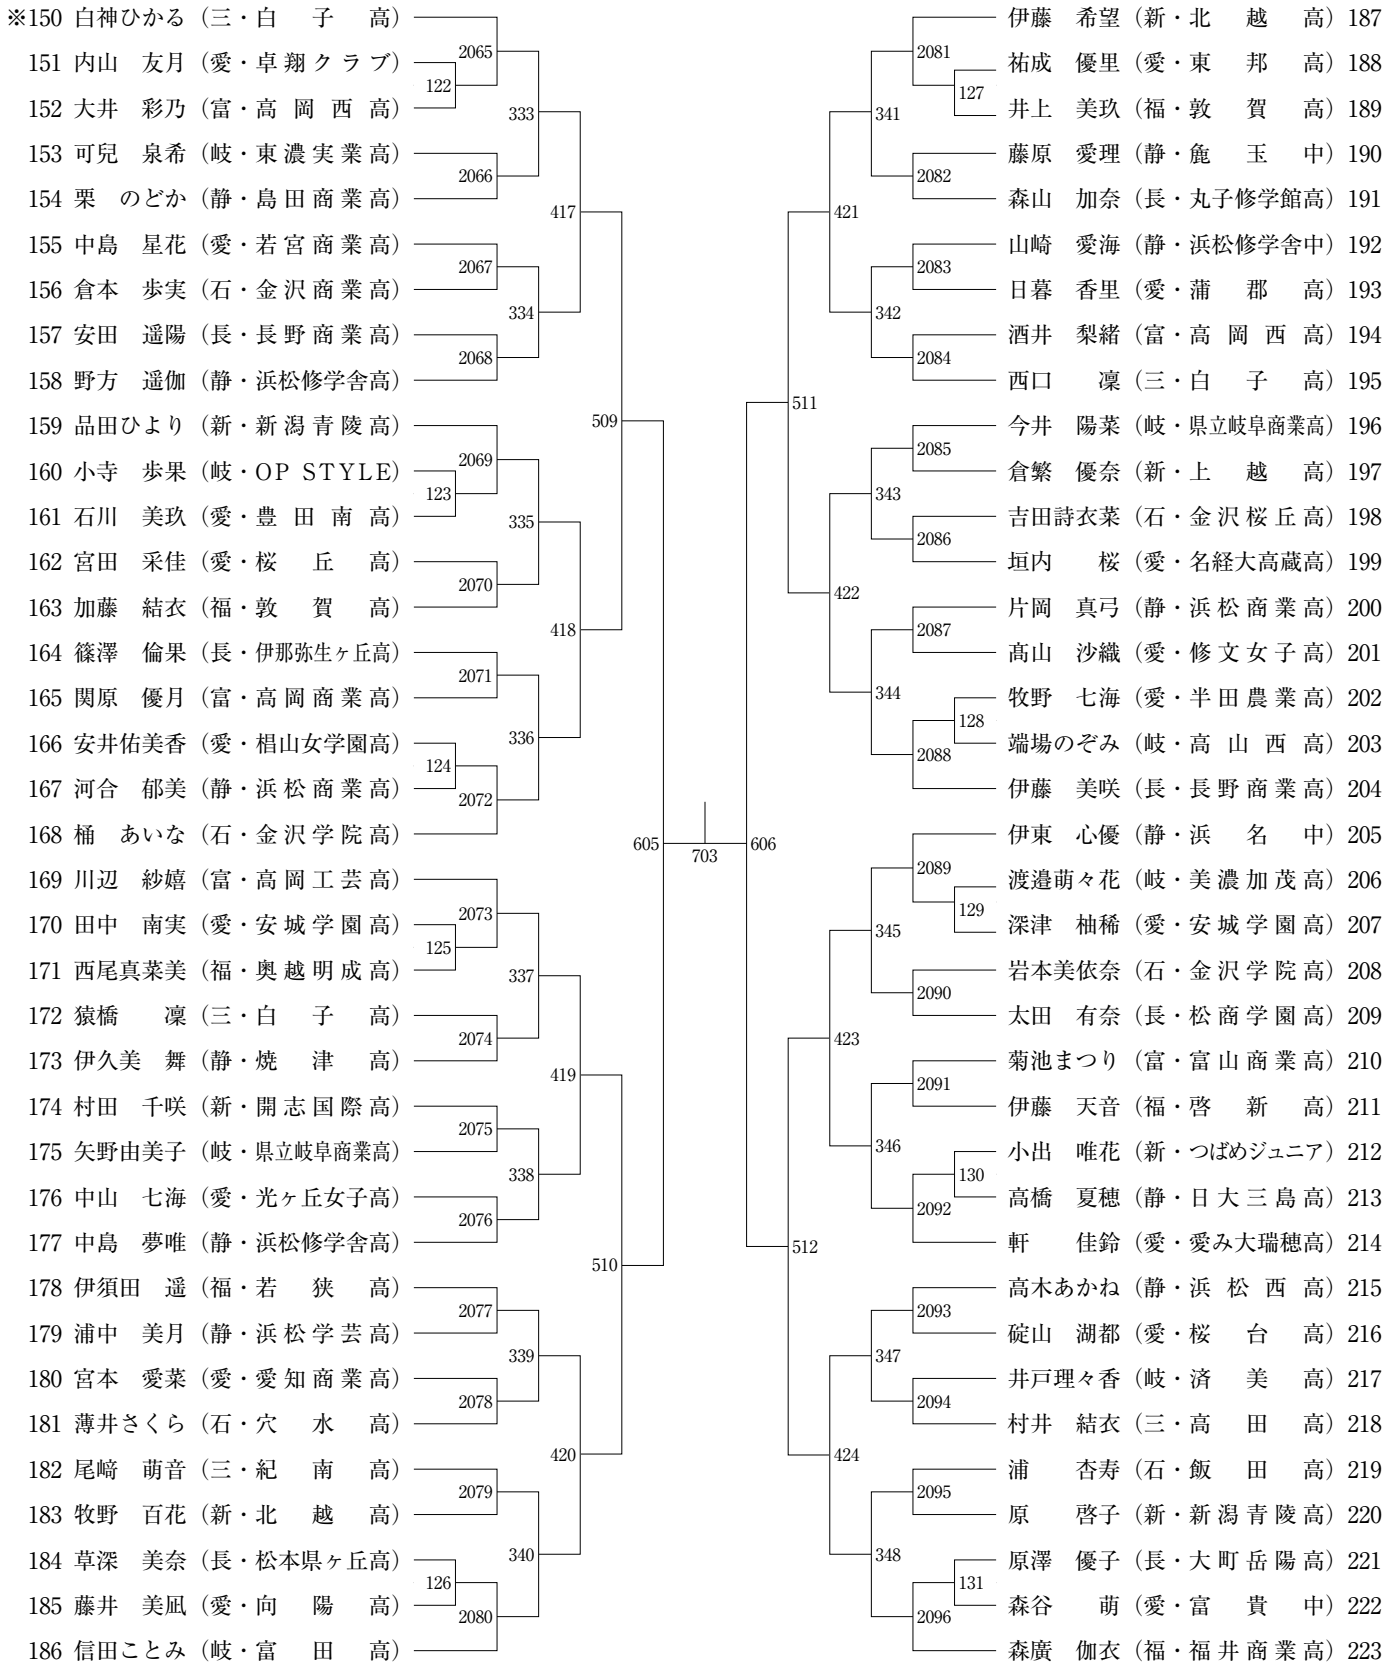 ※150 白神ひかる（三・白子高）
151 内山 友月（愛・卓翔クラブ）
152 大井 彩乃（富・高岡西高）
153 可兒 泉希（岐・東濃実業高）
154 栗 のどか（静・島田商業高）
155 中島 星花（愛・若宮商業高）
156 倉本 歩実（石・金沢商業高）
157 安田 遥陽（長・長野商業高）
158 野方 遥伽（静・浜松修学舎高）
159 品田ひより（新・新潟青陵高）
160 小寺 歩果（岐・OP STYLE）
161 石川 美玖（愛・豊田南高）
162 宮田 采佳（愛・桜丘高）
163 加藤 結衣（福・敦賀高）
164 篠澤 倫果（長・伊那弥生ヶ丘高）
165 関原 優月（富・高岡商業高）
166 安井佑美香（愛・椙山女学園高）
167 河合 郁美（静・浜松商業高）
168 桶 あいな（石・金沢学院高）
169 川辺 紗嬉（富・高岡工芸高）
170 田中 南実（愛・安城学園高）
171 西尾真菜美（福・奥越明成高）
172 猿橋 凜（三・白子高）
173 伊久美 舞（静・焼津高）
174 村田 千咲（新・開志国際高）
175 矢野由美子（岐・県立岐阜商業高）
176 中山 七海（愛・光ヶ丘女子高）
177 中島 夢唯（静・浜松修学舎高）
178 伊須田 遥（福・若狭高）
179 浦中 美月（静・浜松学芸高）
180 宮本 愛菜（愛・愛知商業高）
181 薄井さくら（石・穴水高）
182 尾﨑 萌音（三・紀南高）
183 牧野 百花（新・北越高）
184 草深 美奈（長・松本県ヶ丘高）
185 藤井 美凪（愛・向陽高）
186 信田ことみ（岐・富田高）
2065
122
333
2066
417
2067
334
2068
509
2069
123
335
2070
418
2071
336
124
2072
605
2073
125
337
2074
419
2075
338
2076
510
2077
339
2078
420
2079
340
126
2080
703
606
2081
127
341
2082
421
2083
342
2084
511
2085
343
2086
422
2087
344
128
2088
2089
129
345
2090
423
2091
346
130
2092
512
2093
347
2094
424
2095
348
131
2096
伊藤 希望（新・北越高）187
祐成 優里（愛・東邦高）188
井上 美玖（福・敦賀高）189
藤原 愛理（静・麁玉中）190
森山 加奈（長・丸子修学館高）191
山崎 愛海（静・浜松修学舎中）192
日暮 香里（愛・蒲郡高）193
酒井 梨緒（富・高岡西高）194
西口 凜（三・白子高）195
今井 陽菜（岐・県立岐阜商業高）196
倉繁 優奈（新・上越高）197
吉田詩衣菜（石・金沢桜丘高）198
垣内 桜（愛・名経大高蔵高）199
片岡 真弓（静・浜松商業高）200
髙山 沙織（愛・修文女子高）201
牧野 七海（愛・半田農業高）202
端場のぞみ（岐・高山西高）203
伊藤 美咲（長・長野商業高）204
伊東 心優（静・浜名中）205
渡邉萌々花（岐・美濃加茂高）206
深津 柚稀（愛・安城学園高）207
岩本美依奈（石・金沢学院高）208
太田 有奈（長・松商学園高）209
菊池まつり（富・富山商業高）210
伊藤 天音（福・啓新高）211
小出 唯花（新・つばめジュニア）212
高橋 夏穂（静・日大三島高）213
軒 佳鈴（愛・愛み大瑞穂高）214
高木あかね（静・浜松西高）215
碇山 湖都（愛・桜台高）216
井戸理々香（岐・済美高）217
村井 結衣（三・高田高）218
浦 杏寿（石・飯田高）219
原 啓子（新・新潟青陵高）220
原澤 優子（長・大町岳陽高）221
森谷 萌（愛・富貴中）222
森廣 伽衣（福・福井商業高）223